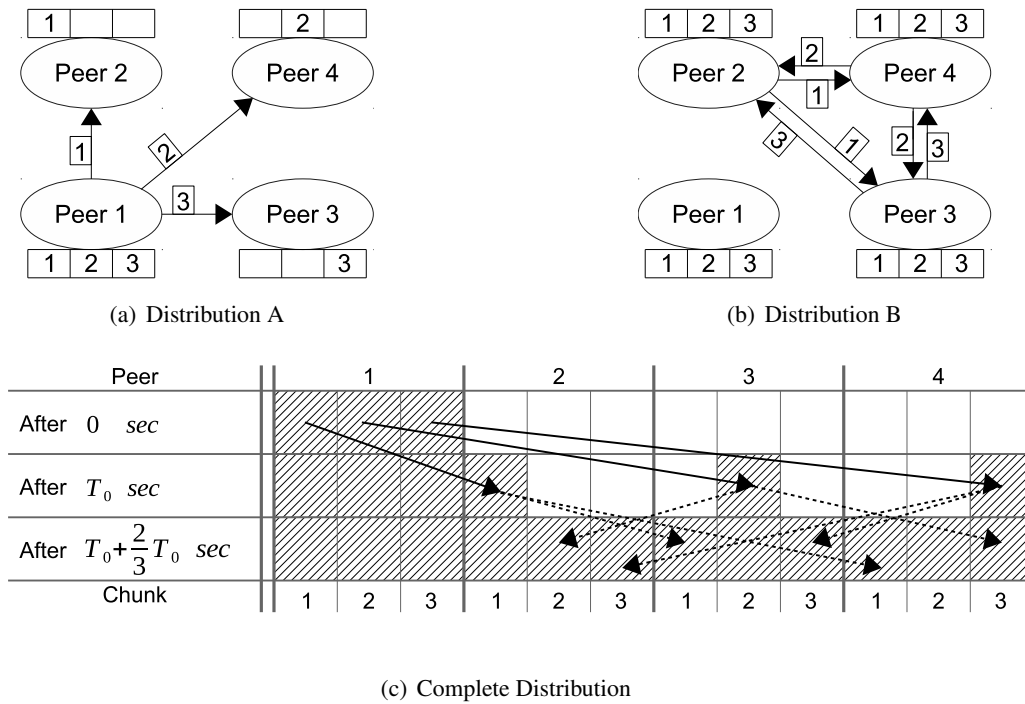 1
2
Peer 2
Peer 4
1
2
3
Peer 1
Peer 3
1 2 3
3
(a) Distribution A
1 2 3
1 2 3
Peer 2
Peer 4
2
1
3
1
2
3
Peer 1
Peer 3
1 2 3
1 2 3
(b) Distribution B
Peer 1 2 3 4
After 0 sec
After T₀ sec
After T₀+2/3 T₀ sec
Chunk 1 2 3 1 2 3 1 2 3 1 2 3
(c) Complete Distribution